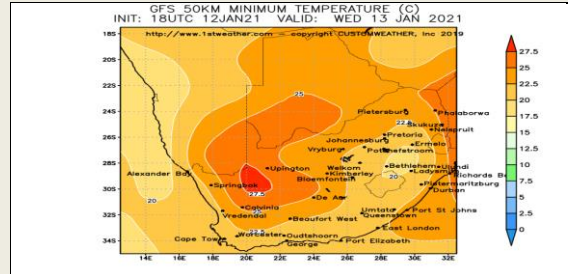 GFS 50KM MINIMUM TEMPERATURE (C)
INIT: 18UTC 12JAN21 VALID: WED 13 JAN 2021
http://www.1stweather.com — copyright CUSTOMWEATHER, Inc 2019
18S
20S
22S
24S
26S
28S
30S
32S
34S
14E 16E 18E 20E 22E 24E 26E 28E 30E 32E
25
Pietersburg
Phalaborwa
Skukuza
Nelspruit
Pretoria
Johannesburg
Ermelo
Potchefstroom
Vryburg
Alexander Bay
Upington
Welkom
Bethlehem
Ulundi
Ladysmith
Kimberley
Richards B
Bloemfontein
20
Springbok
Pietermaritzburg
Durban
27.5
De Aar
20
Calvinia
25
Vredendal
Umtata
Port St Johns
Beaufort West
Queenstown
22.5
Worcester
Oudtshoorn
East London
Cape Town
George
Port Elizabeth
27.5
25
22.5
20
17.5
15
12.5
10
7.5
5
2.5
0